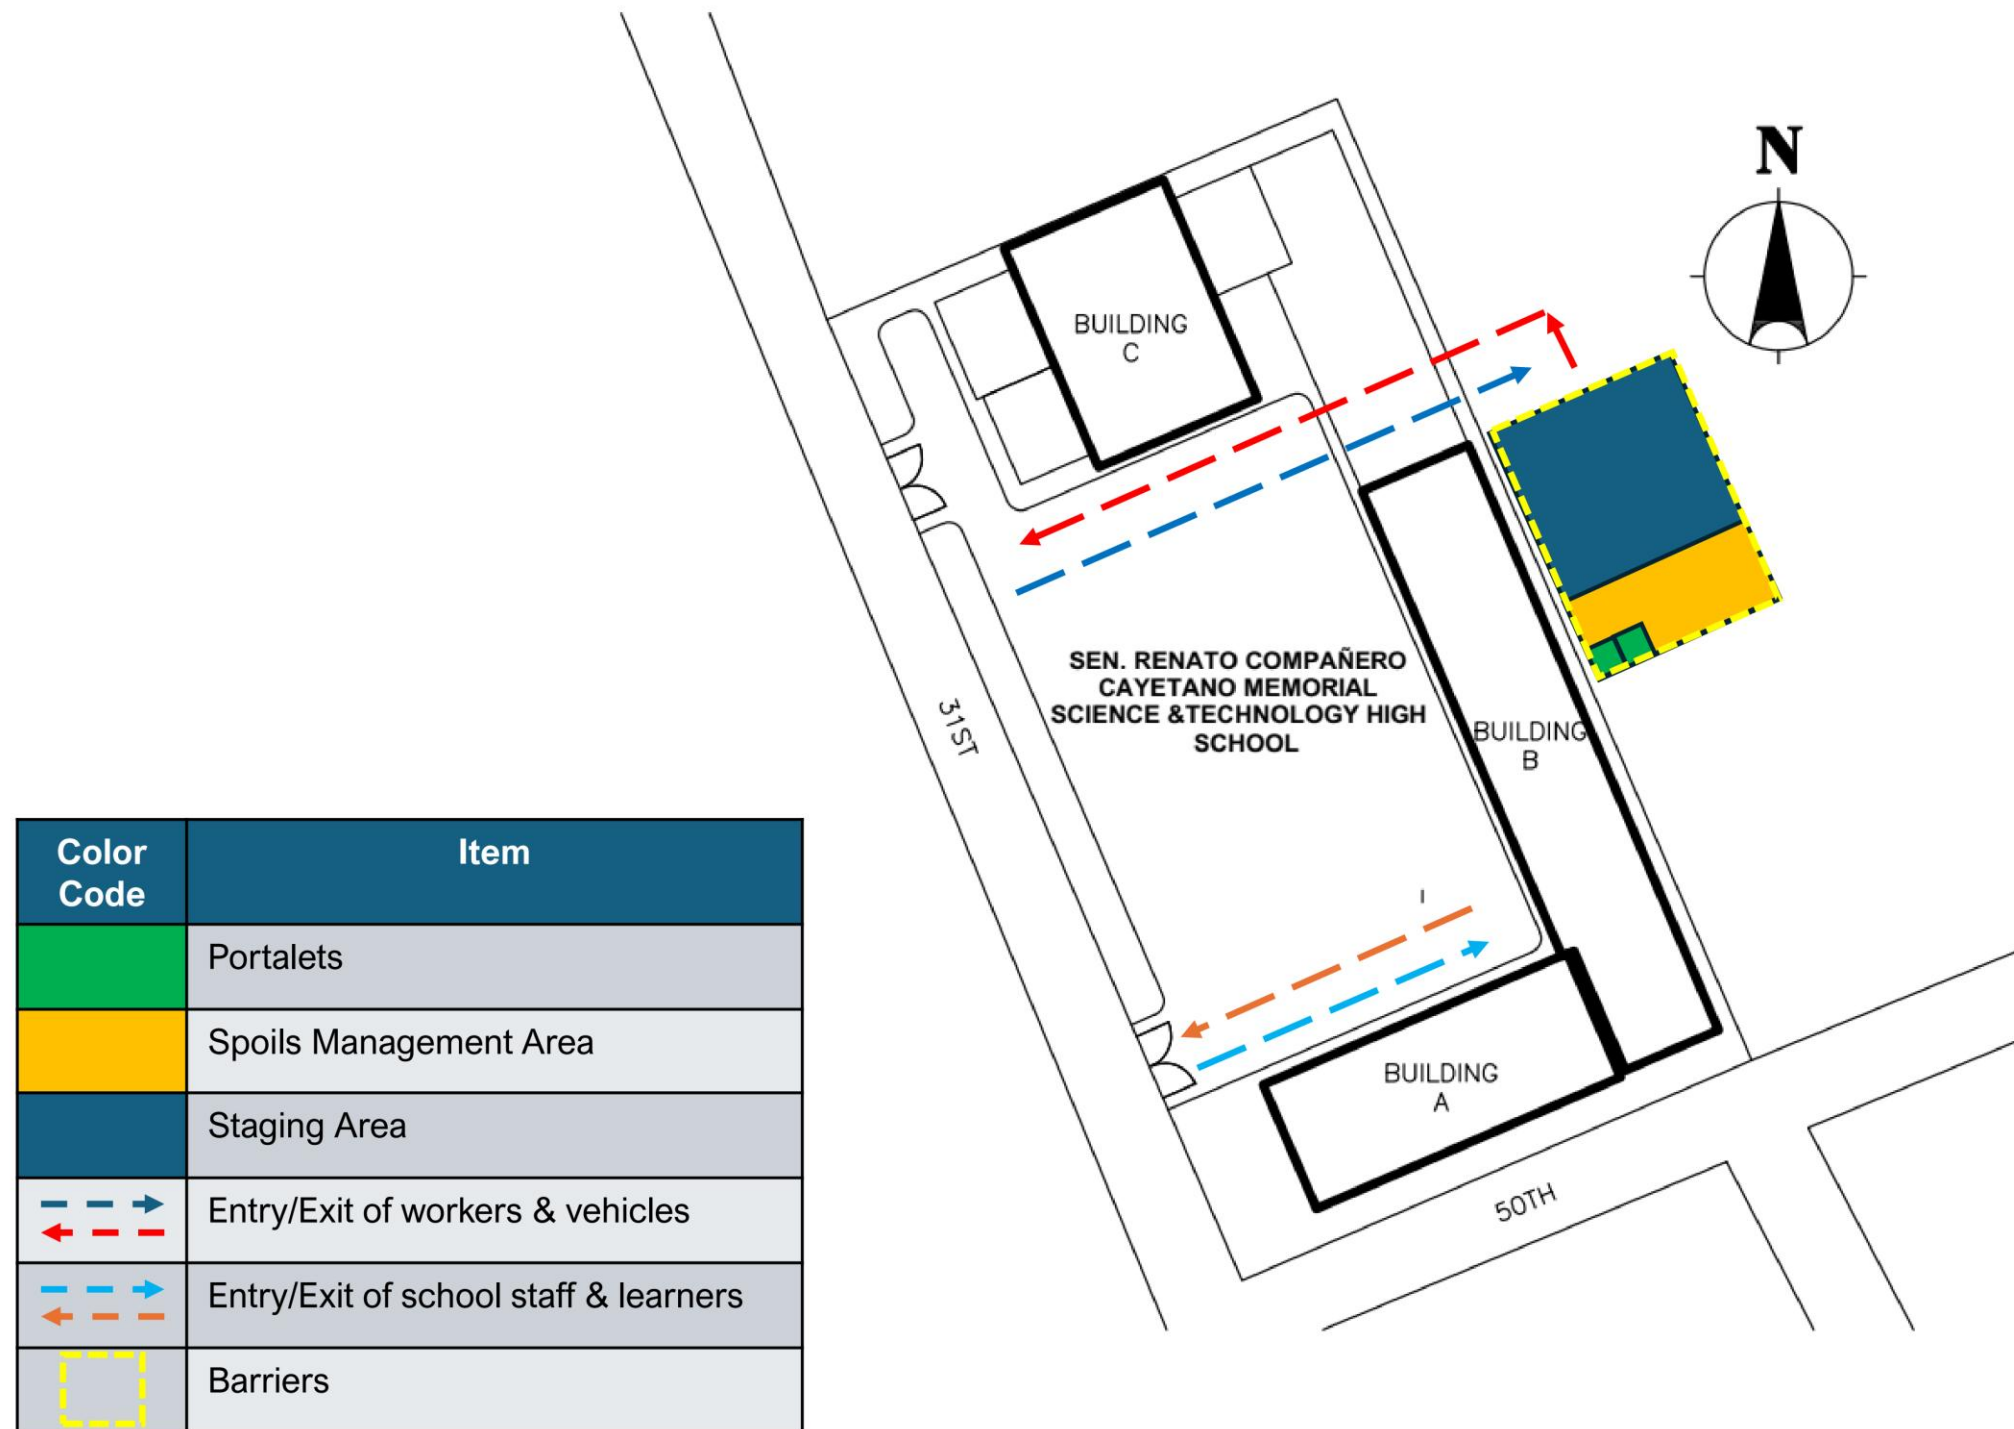 N
BUILDING
C
SEN. RENATO COMPAÑERO
CAYETANO MEMORIAL
SCIENCE &TECHNOLOGY HIGH
SCHOOL
31ST
BUILDING
B
BUILDING
A
50TH
Color
Code
Item
Portalets
Spoils Management Area
Staging Area
Entry/Exit of workers & vehicles
Entry/Exit of school staff & learners
Barriers